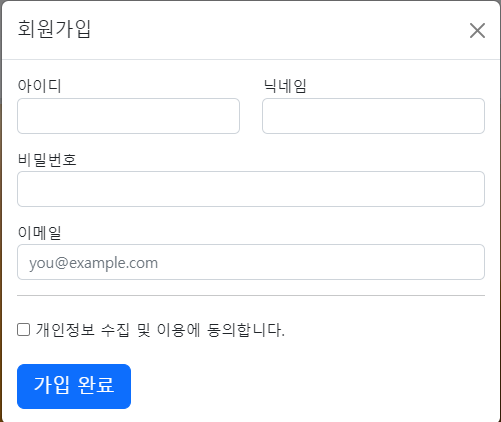 회원가입
아이디 닉네임
비밀번호
이메일
you@example.com
개인정보 수집 및 이용에 동의합니다.
가입 완료